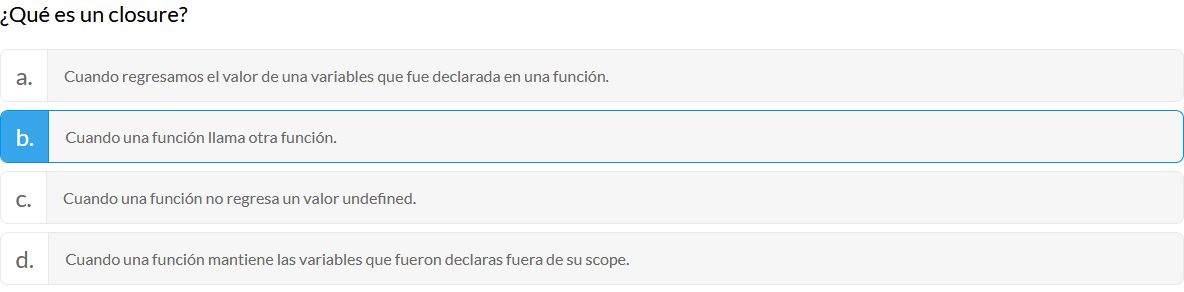 ¿Qué es un closure?
a. Cuando regresamos el valor de una variables que fue declarada en una función.
b. Cuando una función llama otra función.
c. Cuando una función no regresa un valor undefined.
d. Cuando una función mantiene las variables que fueron declaras fuera de su scope.